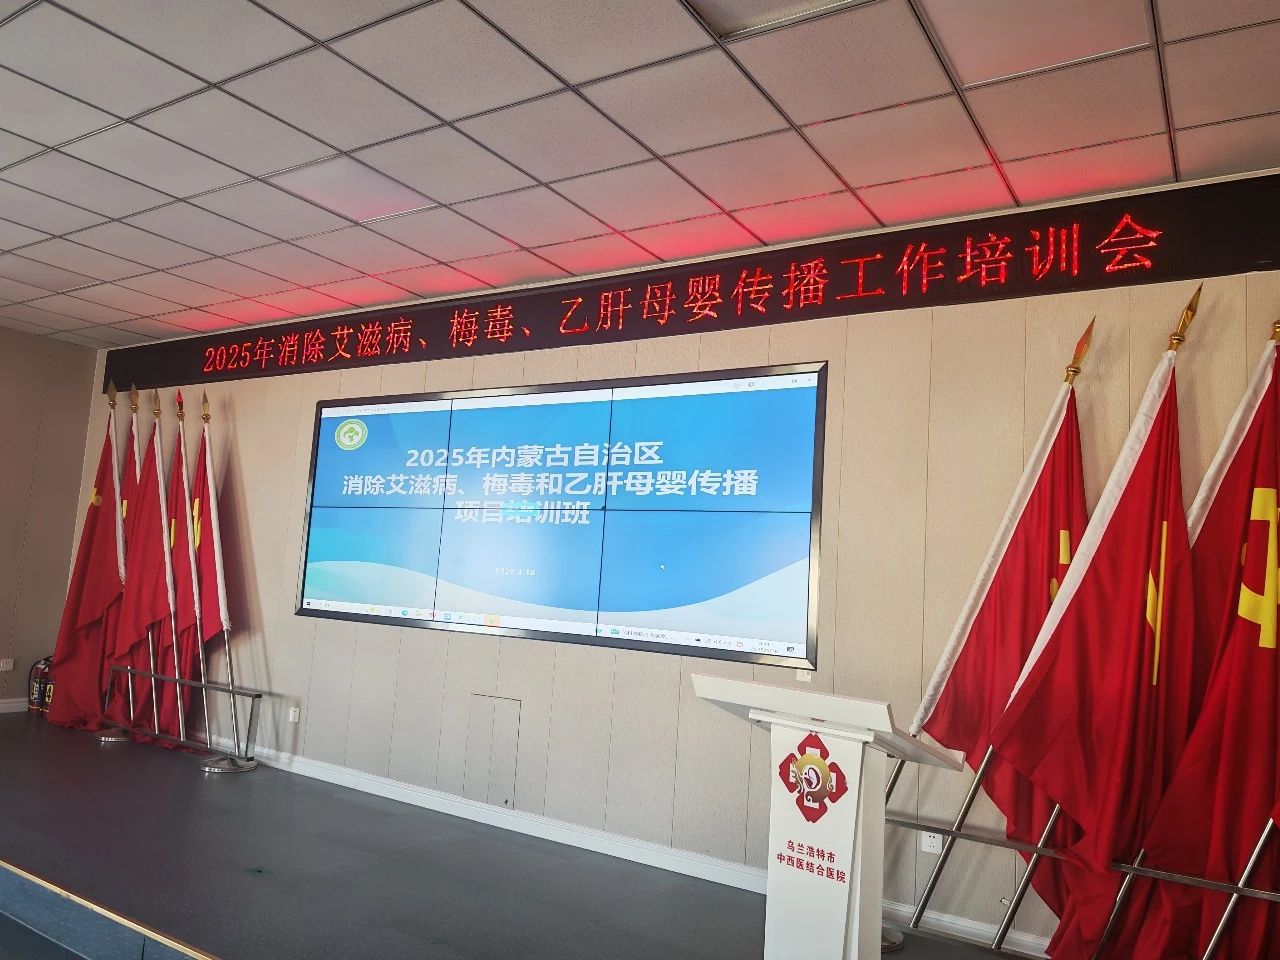 2025年消除艾滋病、梅毒、乙肝母婴传播工作培训会
2025年内蒙古自治区
消除艾滋病、梅毒和乙肝母婴传播
项目培训班
乌兰浩特市
中西医结合医院